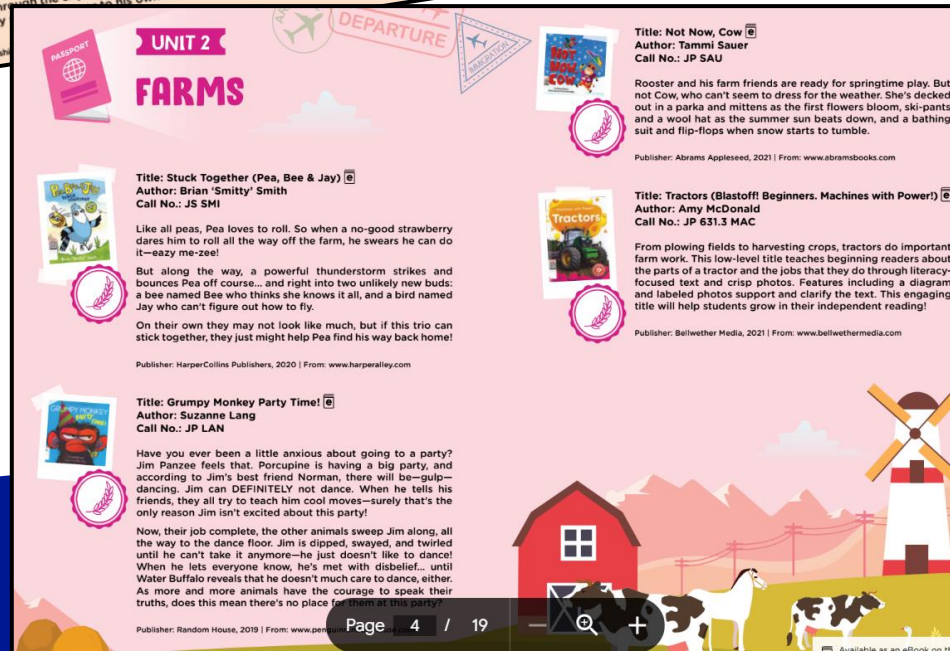 PASSPORT
UNIT 2
FARMS
DEPARTURE
IMMIGRATION
Title: Stuck Together (Pea, Bee & Jay)
Author: Brian ‘Smitty’ Smith
Call No.: JS SMI
Like all peas, Pea loves to roll. So when a no-good strawberry
dares him to roll all the way off the farm, he swears he can do
it—eazy me-zee!
But along the way, a powerful thunderstorm strikes and
bounces Pea off course... and right into two unlikely new buds:
a bee named Bee who thinks she knows it all, and a bird named
Jay who can’t figure out how to fly.
On their own they may not look like much, but if this trio can
stick together, they just might help Pea find his way back home!
Publisher: HarperCollins Publishers, 2020 | From: www.harperalley.com
GRUMPY MONKEY
PARTY
TIME!
Title: Grumpy Monkey Party Time!
Author: Suzanne Lang
Call No.: JP LAN
Have you ever been a little anxious about going to a party?
Jim Panzee feels that. Porcupine is having a big party, and
according to Jim’s best friend Norman, there will be—gulp—
dancing. Jim can DEFINITELY not dance. When he tells his
friends, they all try to teach him cool moves—surely that’s the
only reason Jim isn’t excited about this party!
Now, their job complete, the other animals sweep Jim along, all
the way to the dance floor. Jim is dipped, swayed, and twirled
until he can’t take it anymore—he just doesn’t like to dance!
When he lets everyone know, he’s met with disbelief... until
Water Buffalo reveals that he doesn’t much care to dance, either.
As more and more animals have the courage to speak their
truths, does this mean there’s no place for them at this party?
Publisher: Random House, 2019 | From:
NOT
NOW,
COW
Title: Not Now, Cow
Author: Tammi Sauer
Call No.: JP SAU
Rooster and his farm friends are ready for springtime play. But
not Cow, who can’t seem to dress for the weather. She’s decked
out in a parka and mittens as the first flowers bloom, ski-pants
and a wool hat as the summer sun beats down, and a bathing
suit and flip-flops when snow starts to tumble.
Publisher: Abrams Appleseed, 2021 | From: www.abramsbooks.com
Tractors
Title: Tractors (Blastoff! Beginners. Machines with Power!)
Author: Amy McDonald
Call No.: JP 631.3 MAC
From plowing fields to harvesting crops, tractors do important
farm work. This low-level title teaches beginning readers about
the parts of a tractor and the jobs that they do through literacy-
focused text and crisp photos. Features including a diagram
and labeled photos support and clarify the text. This engaging
title will help students grow in their independent reading!
Publisher: Bellwether Media, 2021 | From: www.bellwethermedia.com
Page 4 / 19
Available as an eBook on